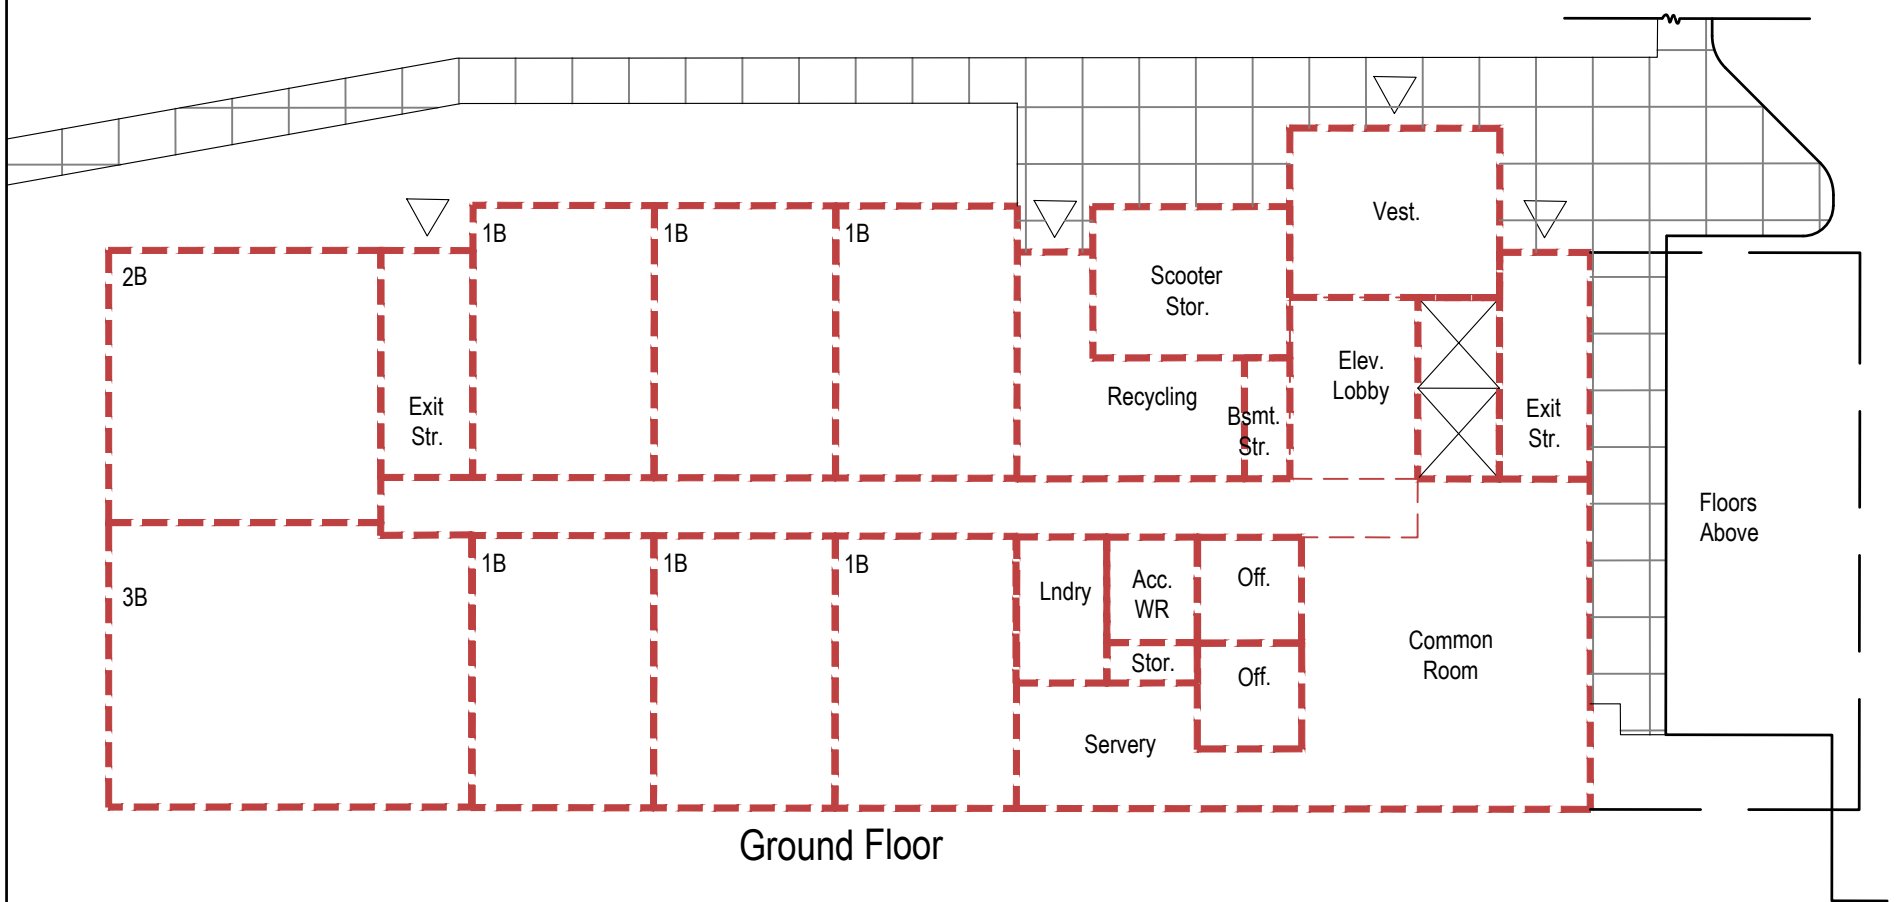 Vest.
1B
1B
1B
2B
Scooter
Stor.
Elev.
Lobby
Recycling
Exit
Str.
Bsmt.
Str.
Exit
Str.
Floors
Above
1B
1B
1B
3B
Lndry
Acc.
WR
Off.
Common
Room
Stor.
Off.
Servery
Ground Floor